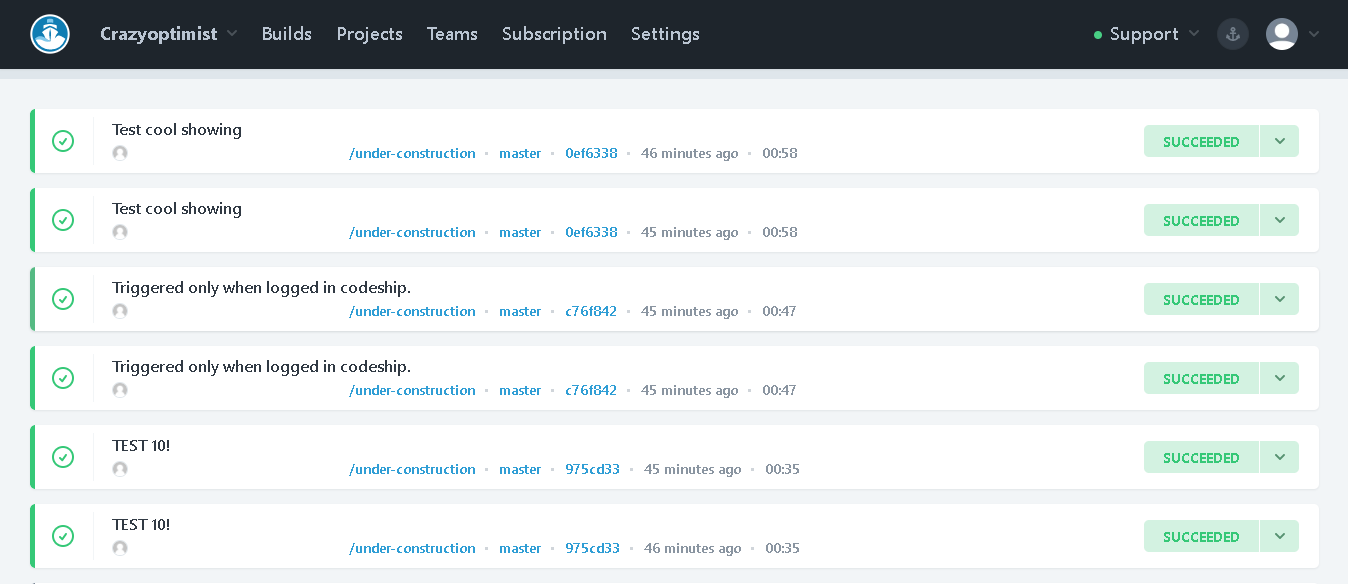 Crazyoptimist Builds Projects Teams Subscription Settings Support
Test cool showing
/under-construction • master • 0ef6338 • 46 minutes ago • 00:58
SUCCEEDED
Test cool showing
/under-construction • master • 0ef6338 • 45 minutes ago • 00:58
SUCCEEDED
Triggered only when logged in codeship.
/under-construction • master • c76f842 • 45 minutes ago • 00:47
SUCCEEDED
Triggered only when logged in codeship.
/under-construction • master • c76f842 • 45 minutes ago • 00:47
SUCCEEDED
TEST 10!
/under-construction • master • 975cd33 • 45 minutes ago • 00:35
SUCCEEDED
TEST 10!
/under-construction • master • 975cd33 • 46 minutes ago • 00:35
SUCCEEDED